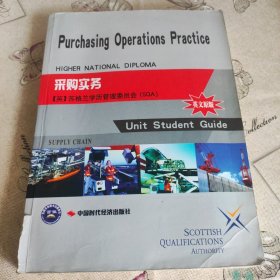 Purchasing Operations Practice
HIGHER NATIONAL DIPLOMA
采购实务
【英】苏格兰学历管理委员会（SQA）
英文原版
Unit Student Guide
SUPPLY CHAIN
中国时代经济出版社
SCOTTISH
QUALIFICATIONS
AUTHORITY